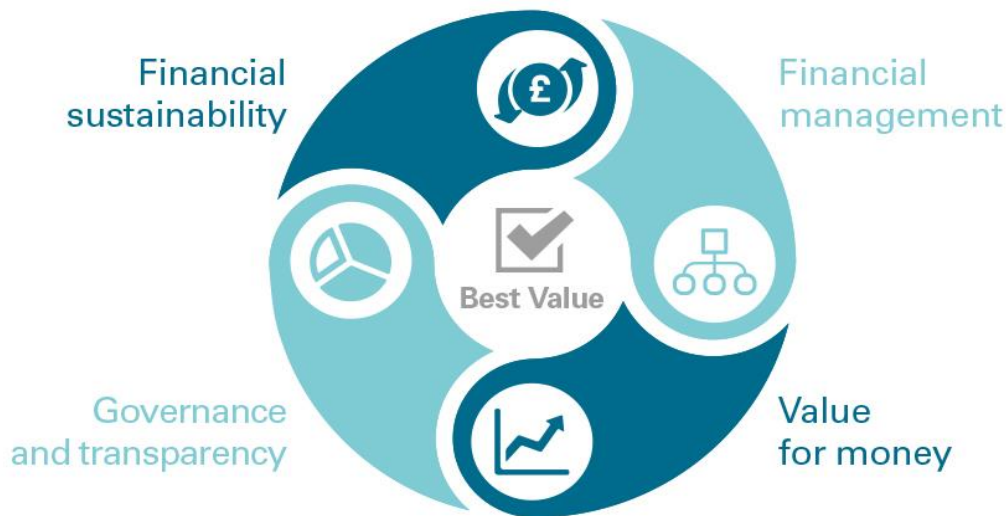 Financial
sustainability
Financial
management
£
Best Value
Governance
and transparency
Value
for money